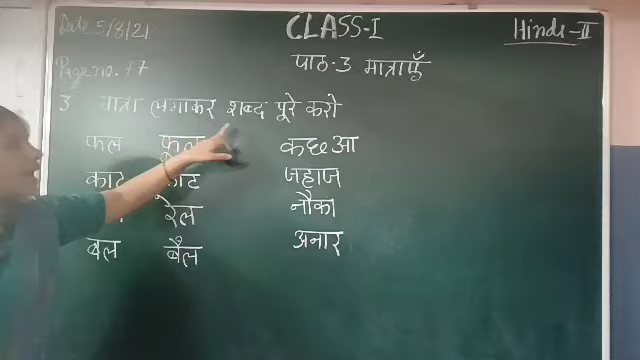 Date 5/8/21 CLASS-I Hindi-II
Page no. 17 पाठ-3 मात्राएँ
3 मात्रा लगाकर शब्द पूरे करो
फल फूल कछुआ
काट जहाज
रेल नौका
बल बैल अनार